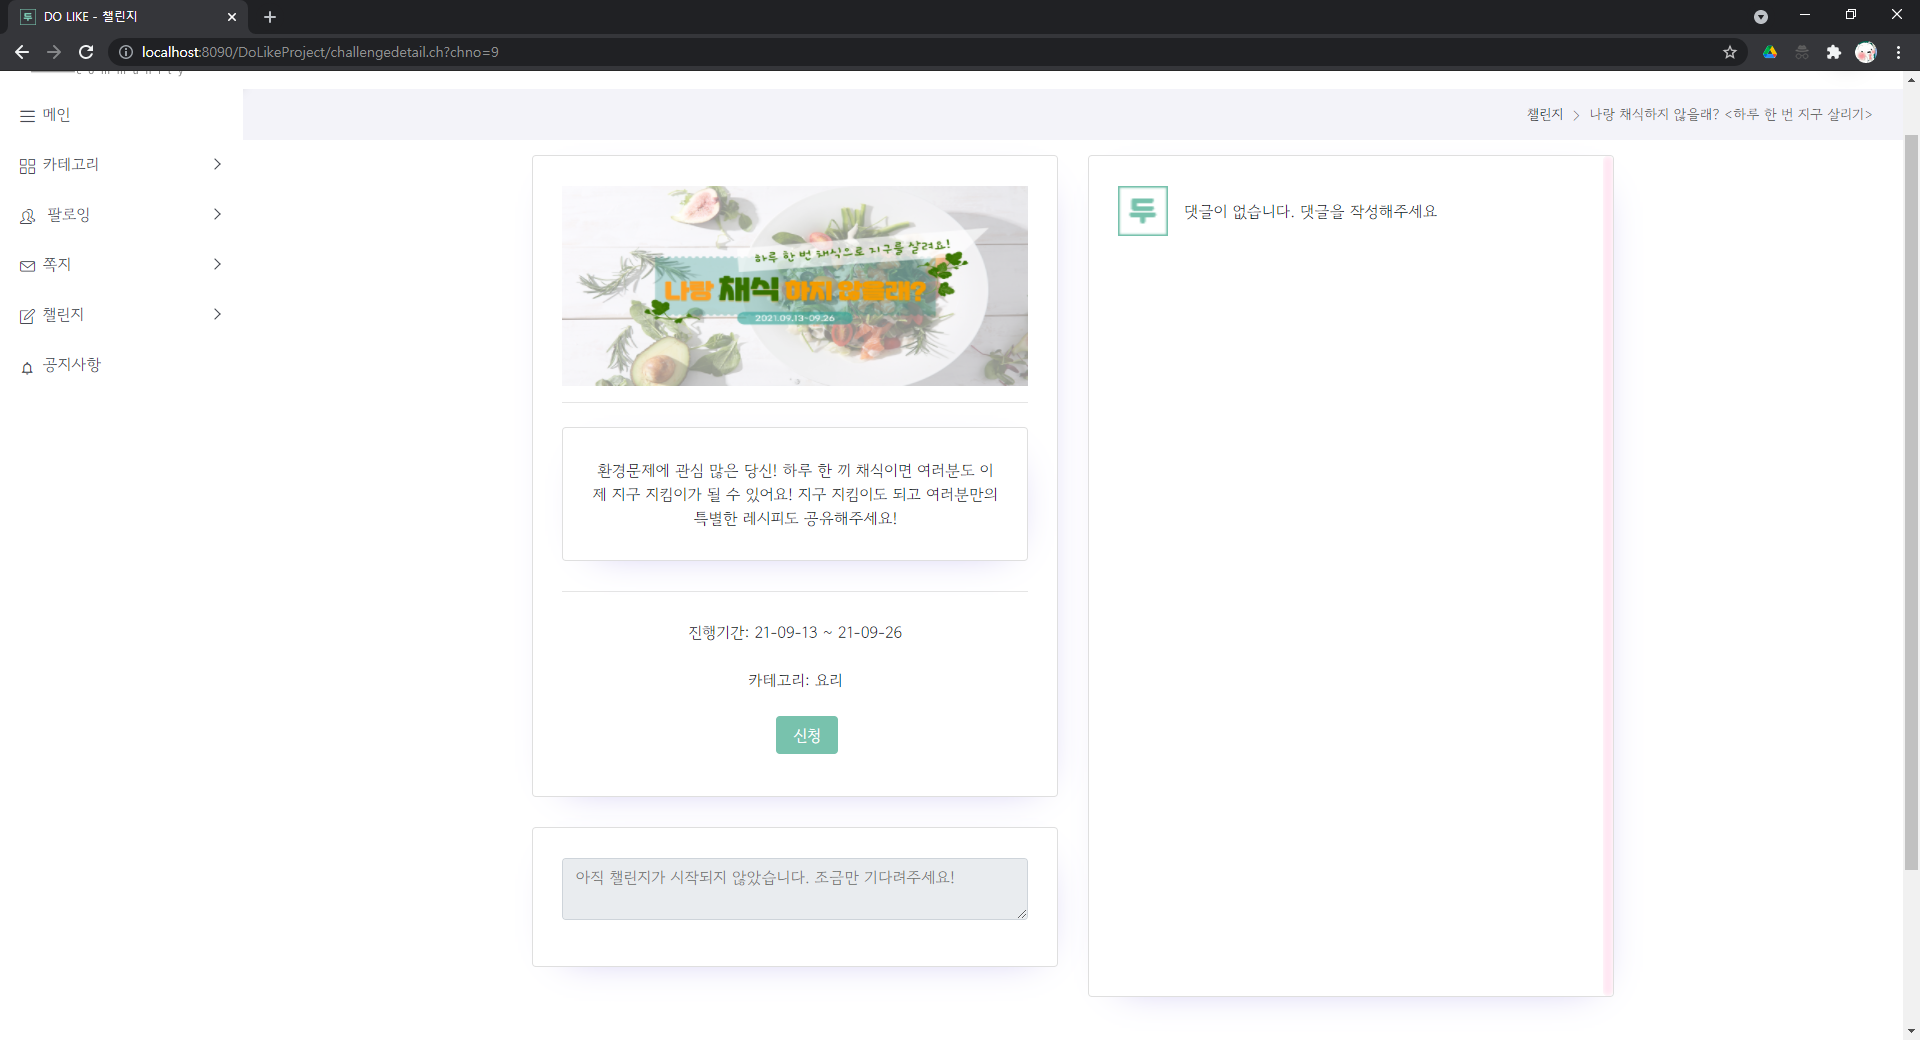 두 DO LIKE - 챌린지
localhost:8090/DoLikeProject/challengedetail.ch?chno=9
community
메인
카테고리
팔로잉
쪽지
챌린지
공지사항
챌린지 > 나랑 채식하지 않을래? <하루 한 번 지구 살리기>
하루 한 번 채식으로 지구를 살려요!
나랑 채식 하지 않을래?
2021.09.13-09.26
환경문제에 관심 많은 당신! 하루 한 끼 채식이면 여러분도 이
제 지구 지킴이가 될 수 있어요! 지구 지킴이도 되고 여러분만의
특별한 레시피도 공유해주세요!
진행기간: 21-09-13 ~ 21-09-26
카테고리: 요리
신청
아직 챌린지가 시작되지 않았습니다. 조금만 기다려주세요!
두 댓글이 없습니다. 댓글을 작성해주세요